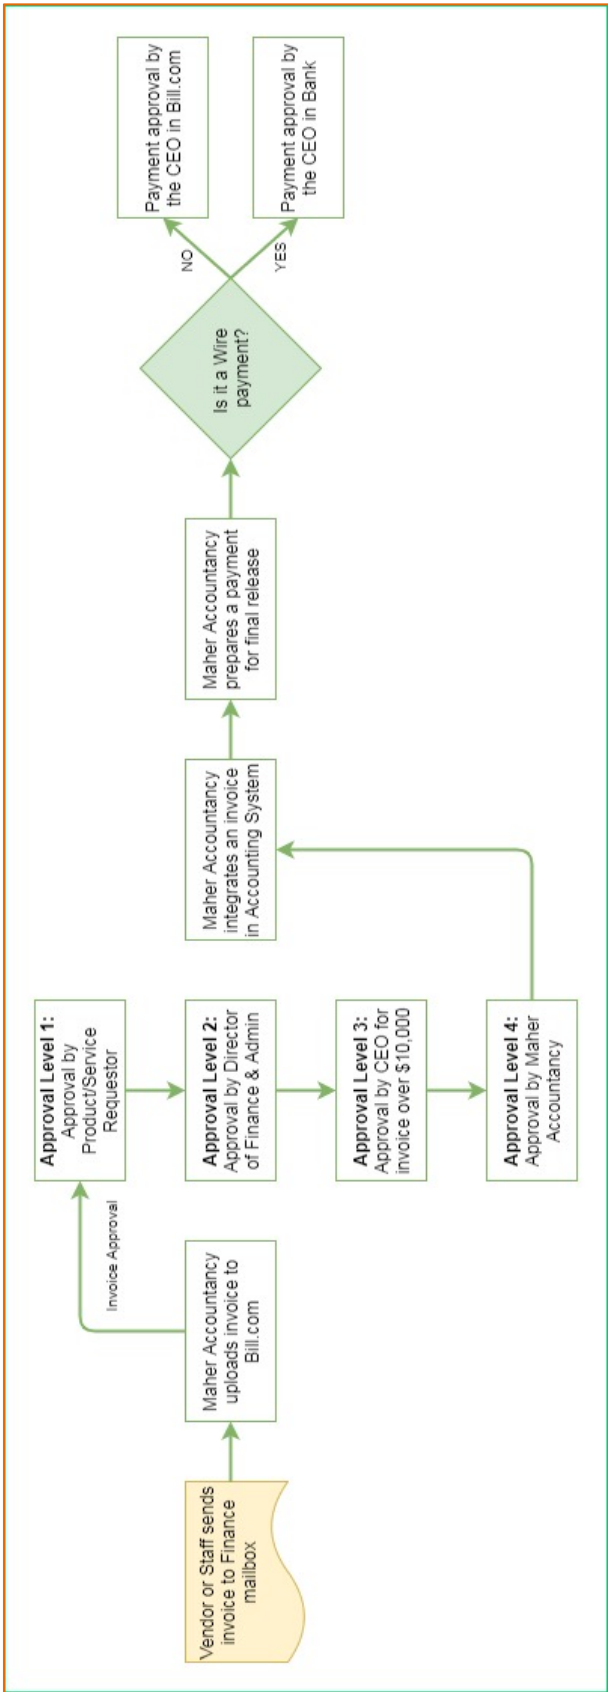 Vendor or Staff sends
invoice to Finance
mailbox
Maher Accountancy
uploads invoice to
Bill.com
Invoice Approval
Approval Level 1:
Approval by
Product/Service
Requestor
Approval Level 2:
Approval by Director
of Finance & Admin
Approval Level 3:
Approval by CEO for
invoice over $10,000
Approval Level 4:
Approval by Maher
Accountancy
Maher Accountancy
integrates an invoice
in Accounting System
Maher Accountancy
prepares a payment
for final release
Is it a Wire
payment?
NO
YES
Payment approval by
the CEO in Bill.com
Payment approval by
the CEO in Bank